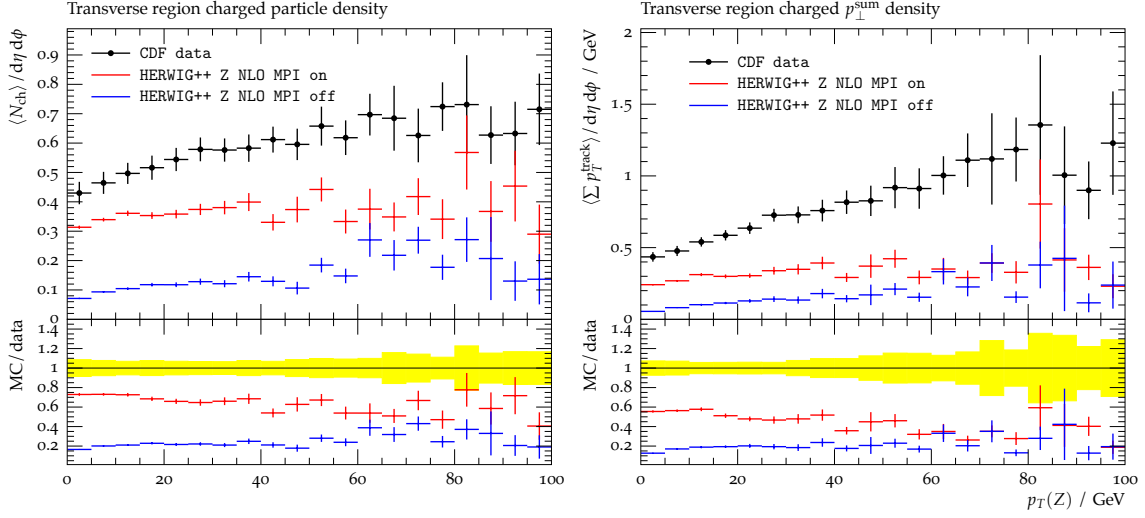 Transverse region charged particle density
⟨N_ch⟩/ dη dϕ
0.9
0.8
0.7
0.6
0.5
0.4
0.3
0.2
0.1
0
CDF data
HERWIG++ Z NLO MPI on
HERWIG++ Z NLO MPI off
MC/data
1.4
1.2
1.0
0.8
0.6
0.4
0.2
0 20 40 60 80 100
Transverse region charged p_⊥^sum density
⟨∑ p_T^track⟩/ dη dϕ / GeV
2
1.5
1
0.5
0
CDF data
HERWIG++ Z NLO MPI on
HERWIG++ Z NLO MPI off
MC/data
1.4
1.2
1.0
0.8
0.6
0.4
0.2
0 20 40 60 80 100
p_T(Z) / GeV